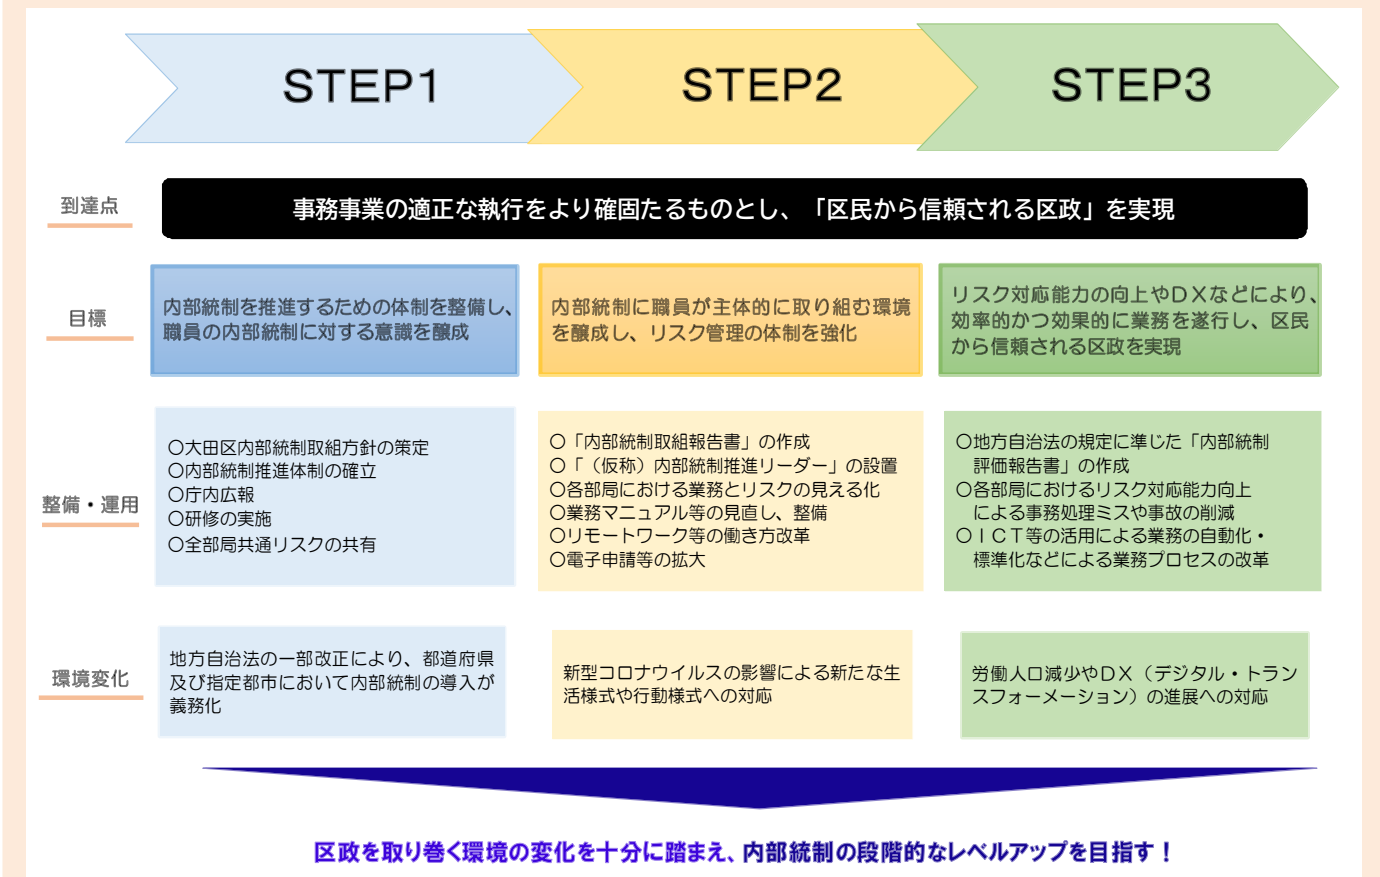 STEP1
STEP2
STEP3
到達点
事務事業の適正な執行をより確固たるものとし、「区民から信頼される区政」を実現
目標
内部統制を推進するための体制を整備し、
職員の内部統制に対する意識を醸成
内部統制に職員が主体的に取り組む環境
を醸成し、リスク管理の体制を強化
リスク対応能力の向上やDXなどにより、
効率的かつ効果的に業務を遂行し、区民
から信頼される区政を実現
整備・運用
〇大田区内部統制取組方針の策定
〇内部統制推進体制の確立
〇庁内広報
〇研修の実施
〇全部局共通リスクの共有
〇「内部統制取組報告書」の作成
〇「（仮称）内部統制推進リーダー」の設置
〇各部局における業務とリスクの見える化
〇業務マニュアル等の見直し、整備
〇リモートワーク等の働き方改革
〇電子申請等の拡大
〇地方自治法の規定に準じた「内部統制
評価報告書」の作成
〇各部局におけるリスク対応能力向上
による事務処理ミスや事故の削減
〇ＩＣＴ等の活用による業務の自動化・
標準化などによる業務プロセスの改革
環境変化
地方自治法の一部改正により、都道府県
及び指定都市において内部統制の導入が
義務化
新型コロナウイルスの影響による新たな生
活様式や行動様式への対応
労働人口減少やDX（デジタル・トラン
スフォーメーション）の進展への対応
区政を取り巻く環境の変化を十分に踏まえ、内部統制の段階的なレベルアップを目指す！